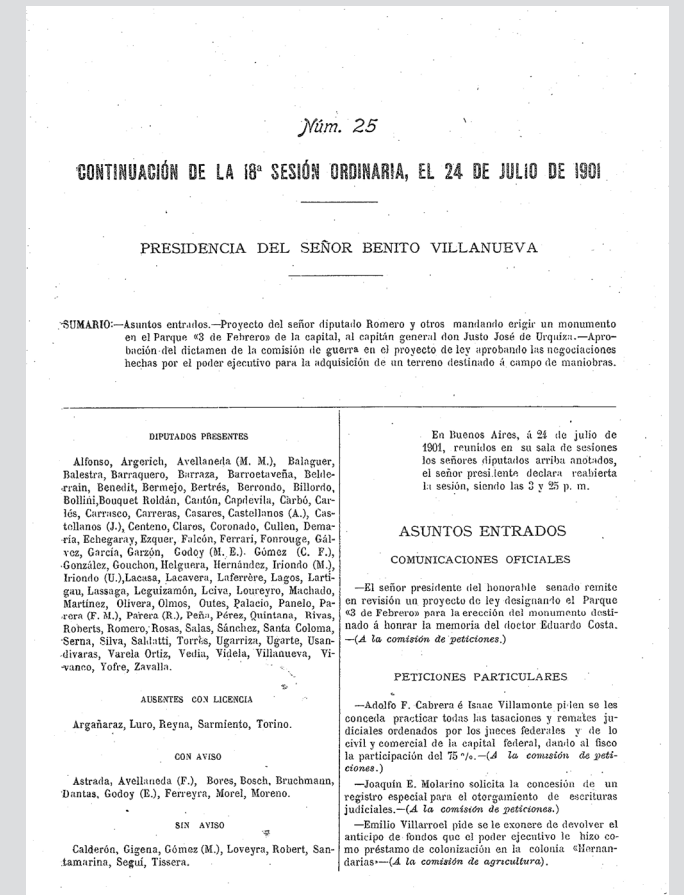 Núm. 25
CONTINUACIÓN DE LA 18ª SESIÓN ORDINARIA, EL 24 DE JULIO DE 1901
PRESIDENCIA DEL SEÑOR BENITO VILLANUEVA
SUMARIO:—Asuntos entrados.—Proyecto del señor diputado Romero y otros mandando erigir un monumento
en el Parque «3 de Febrero» de la capital, al capitán general don Justo José de Urquiza.—Apro-
bación del dictamen de la comisión de guerra en el proyecto de ley aprobando las negociaciones
hechas por el poder ejecutivo para la adquisición de un terreno destinado á campo de maniobras.
DIPUTADOS PRESENTES
Alfonso, Argerich, Avellaneda (M. M.), Balaguer,
Balestra, Barraquero, Barraza, Barroetaveña, Belde-
rrain, Benedit, Bermejo, Bertrés, Berrondo, Billordo,
Bollini, Bouquet Roldán, Cantón, Capdevila, Carbó, Car-
lés, Carrasco, Carreras, Casares, Castellanos (A.), Cas-
tellanos (J.), Centeno, Clares, Coronado, Cullen, Dema-
ría, Echegaray, Ezquer, Falcón, Ferrari, Fonrouge, Gál-
vez, García, Garzón, Godoy (M. E.). Gómez (C. F.),
González, Gouchon, Helguera, Hernández, Iriondo (M.),
Iriondo (U.), Lacasa, Lacavera, Laferrère, Lagos, Larti-
gau, Lassaga, Leguizamón, Leiva, Loureyro, Machado,
Martínez, Olivera, Olmos, Outes, Palacio, Panelo, Pa-
rera (F. M.), Parera (R.), Peña, Pérez, Quintana, Rivas,
Roberts, Romero, Rosas, Salas, Sánchez, Santa Coloma,
Serna, Silva, Saldatti, Torres, Ugarriza, Ugarte, Usan-
divaras, Varela Ortiz, Vedia, Videla, Villanueva, Vi-
vanco, Yofre, Zavalla.
AUSENTES CON LICENCIA
Argañaraz, Luro, Reyna, Sarmiento, Torino.
CON AVISO
Astrada, Avellaneda (F.), Bores, Bosch, Bruchmann,
Dantas, Godoy (E.), Ferreyra, Morel, Moreno.
SIN AVISO
Calderón, Gigena, Gómez (M.), Loveyra, Robert, San-
tamarina, Seguí, Tissera.
En Buenos Aires, á 24 de julio de
1901, reunidos en su sala de sesiones
los señores diputados arriba anotados,
el señor presidente declara reabierta
la sesión, siendo las 3 y 25 p. m.
ASUNTOS ENTRADOS
COMUNICACIONES OFICIALES
—El señor presidente del honorable senado remite
en revisión un proyecto de ley designando el Parque
«3 de Febrero» para la erección del monumento desti-
nado á honrar la memoria del doctor Eduardo Costa.
—(A la comisión de peticiones.)
PETICIONES PARTICULARES
—Adolfo F. Cabrera é Isaac Villamonte piden se les
conceda practicar todas las tasaciones y remates ju-
diciales ordenados por los jueces federales y de lo
civil y comercial de la capital federal, dando al fisco
la participación del 75 %.—(A la comisión de peti-
ciones.)
—Joaquín E. Molarino solicita la concesión de un
registro especial para el otorgamiento de escrituras
judiciales.—(A la comisión de peticiones.)
—Emilio Villarroel pide se le exonere de devolver el
anticipo de fondos que el poder ejecutivo le hizo co-
mo préstamo de colonización en la colonia «Hernan-
darias»—(A la comisión de agricultura).